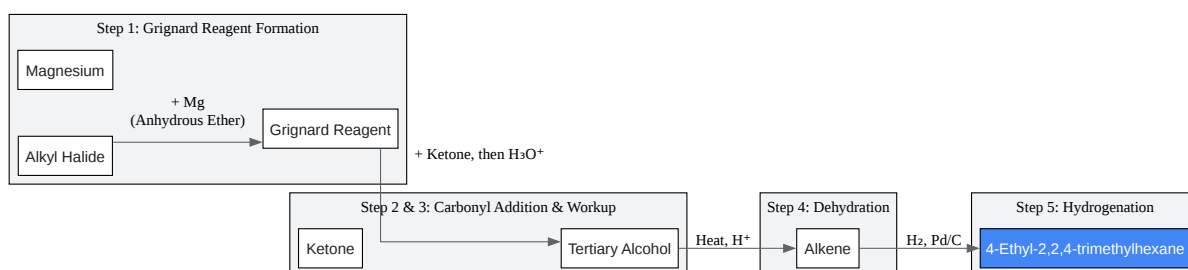 Step 1: Grignard Reagent Formation
Magnesium
+ Mg
(Anhydrous Ether)
Grignard Reagent
Alkyl Halide
+ Ketone, then H₃O⁺
Step 2 & 3: Carbonyl Addition & Workup
Ketone
Tertiary Alcohol
Heat, H⁺
Step 4: Dehydration
Alkene
H₂, Pd/C
Step 5: Hydrogenation
4-Ethyl-2,2,4-trimethylhexane